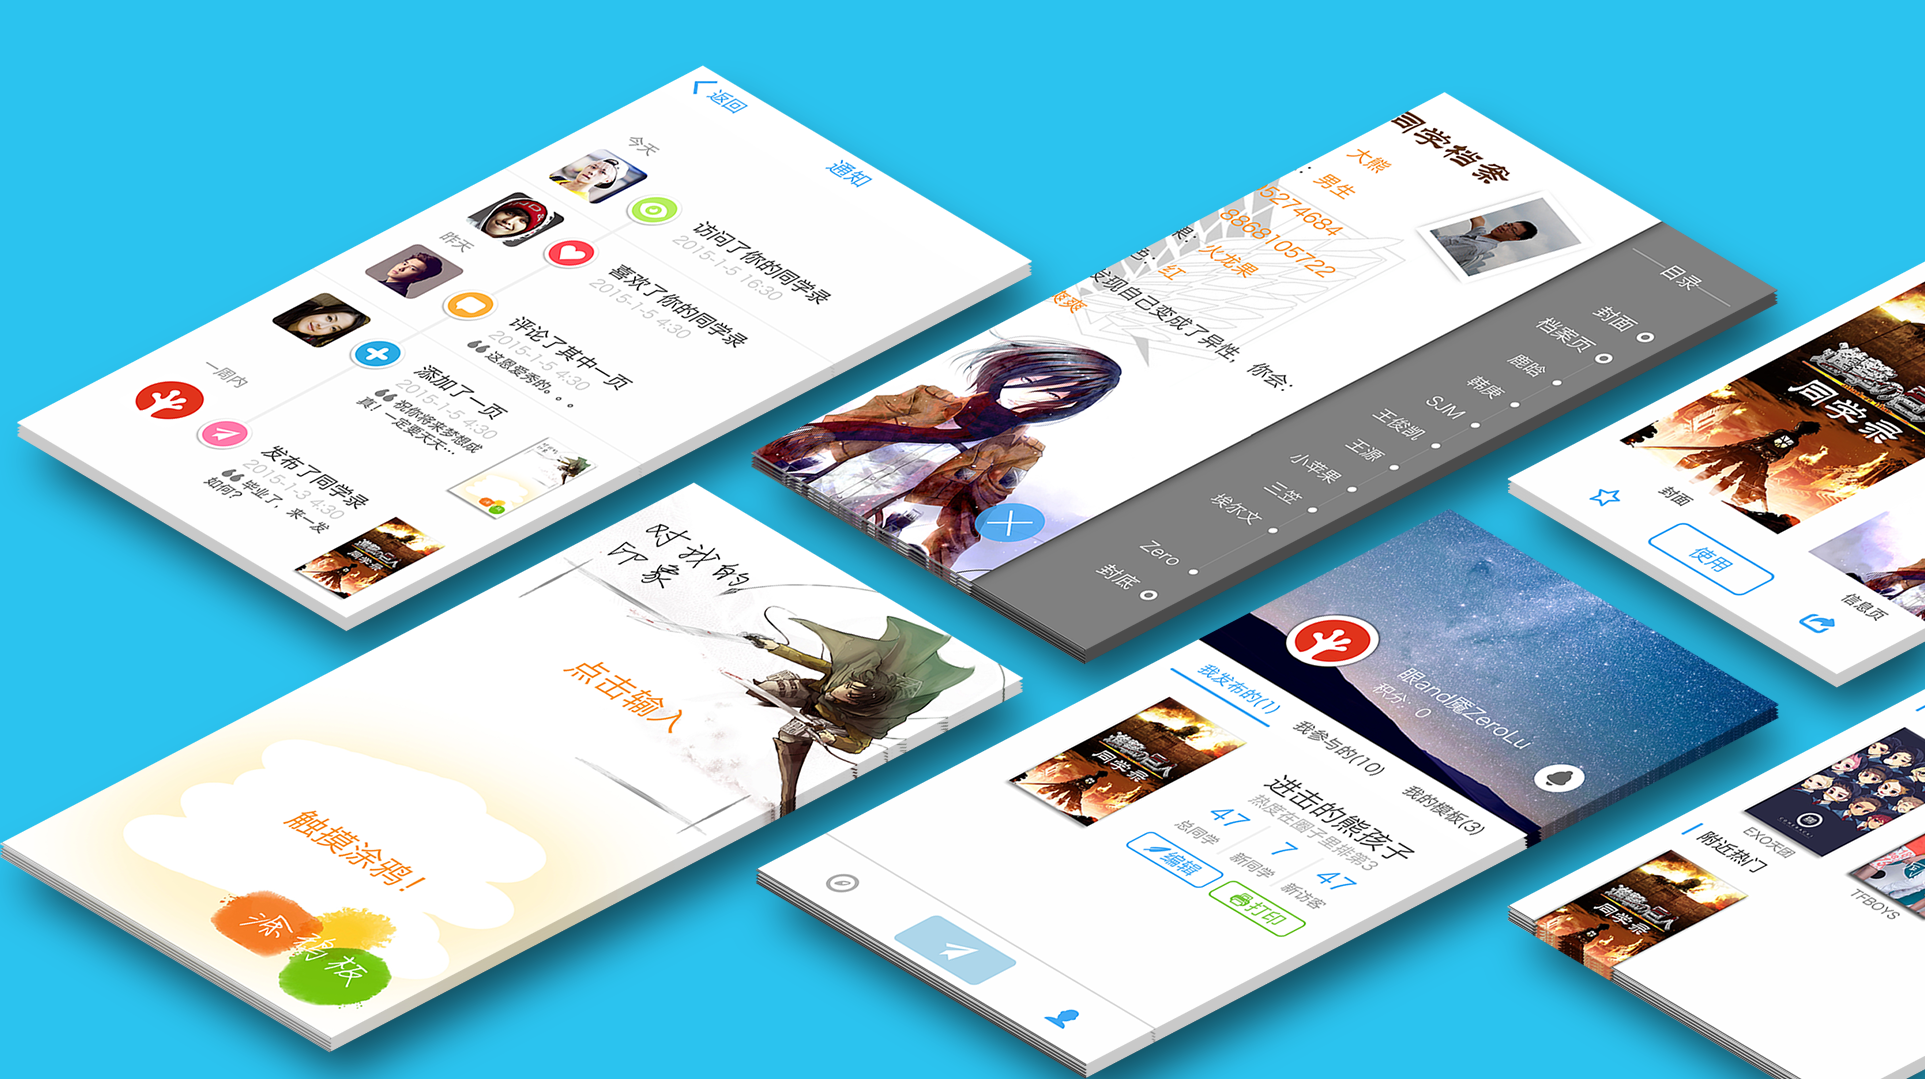 返回
通知
今天
访问了你的同学录
2015-1-5 16:30
喜欢了你的同学录
2015-1-5 4:30
昨天
评论了其中一页
2015-1-5 4:30
这恩爱秀的。。。
添加了一页
2015-1-5 4:30
祝你将来梦想成
真！一定要天天...
一周内
发布了同学录
2015-1-3 4:30
毕业了，来一发
如何?
同学录
同学档案
大熊
：男生
5274684
8868105722
：火龙果
：红
发现自己变成了异性，你会：
目录
封面
档案页
鹿晗
韩庚
SJM
王俊凯
王源
小苹果
三笠
埃尔文
Zero
封底
同学录
封面
使用
信息页
对我的
印象
点击输入
触摸涂鸦！
涂鸦板
眼and魔ZeroLu
积分：0
我发布的(1)
我参与的(10)
我的模板(3)
同学录
进击的熊孩子
热度在圈子里排第3
47
总同学
7
新同学
47
新访客
编辑
打印
EXO天团
TFBOYS
附近热门
同学录